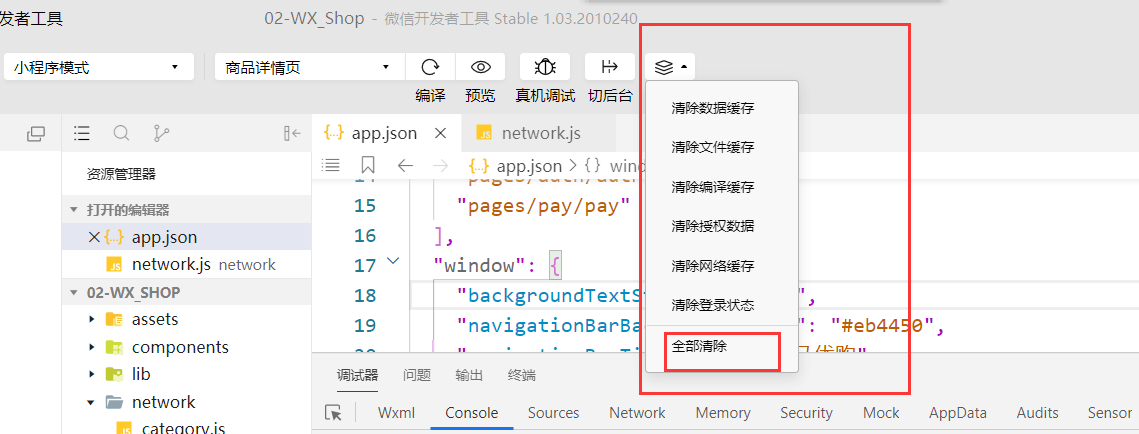 发者工具 02-WX_Shop - 微信开发者工具 Stable 1.03.2010240
小程序模式 商品详情页
编译 预览 真机调试 切后台
清除数据缓存
清除文件缓存
清除编译缓存
清除授权数据
清除网络缓存
清除登录状态
全部清除
app.json network.js
app.json > {} wind
资源管理器
打开的编辑器
app.json
network.js network
02-WX_SHOP
assets
components
lib
network
category.js
15 "pages/pay/pay"
16 ],
17 "window": {
18 "backgroundTextSt ",
19 "navigationBarBa ": "#eb4450",
调试器 问题 输出 终端
Wxml Console Sources Network Memory Security Mock AppData Audits Sensor